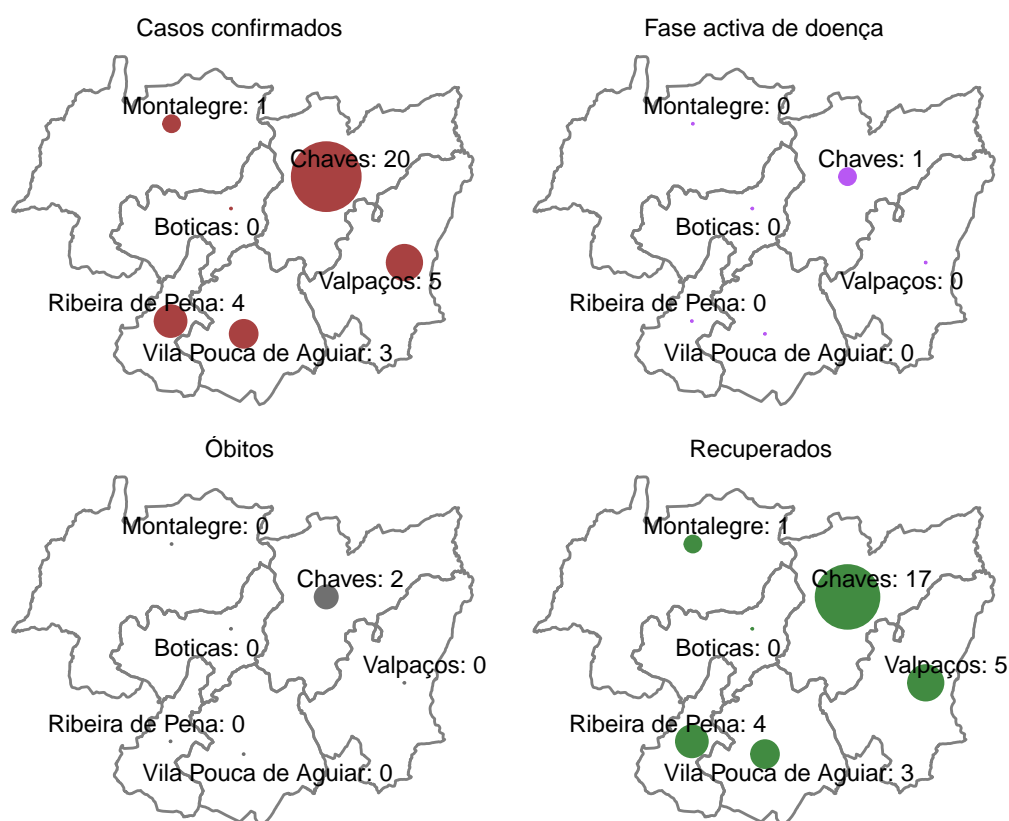 Casos confirmados
Montalegre: 1
Chaves: 20
Boticas: 0
Valpaços: 5
Ribeira de Pena: 4
Vila Pouca de Aguiar: 3
Fase activa de doença
Montalegre: 0
Chaves: 1
Boticas: 0
Valpaços: 0
Ribeira de Pena: 0
Vila Pouca de Aguiar: 0
Óbitos
Montalegre: 0
Chaves: 2
Boticas: 0
Valpaços: 0
Ribeira de Pena: 0
Vila Pouca de Aguiar: 0
Recuperados
Montalegre: 1
Chaves: 17
Boticas: 0
Valpaços: 5
Ribeira de Pena: 4
Vila Pouca de Aguiar: 3